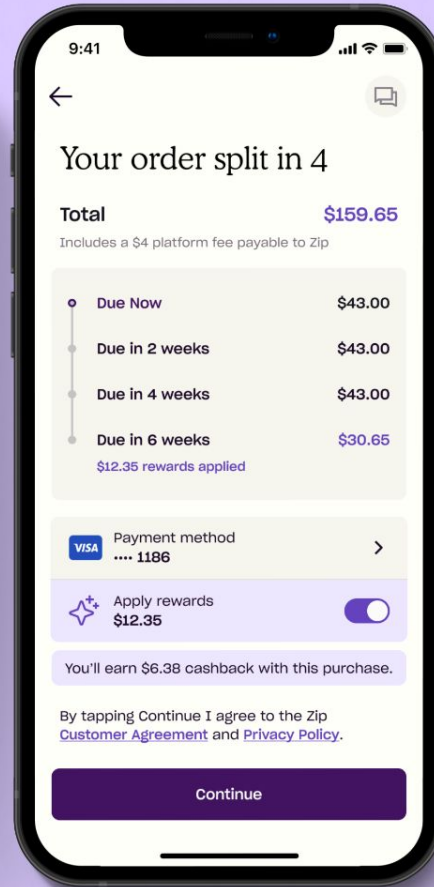 9:41
Your order split in 4
Total $159.65
Includes a $4 platform fee payable to Zip
Due Now $43.00
Due in 2 weeks $43.00
Due in 4 weeks $43.00
Due in 6 weeks $30.65
$12.35 rewards applied
VISA Payment method
•••• 1186
Apply rewards
$12.35
You'll earn $6.38 cashback with this purchase.
By tapping Continue I agree to the Zip
Customer Agreement and Privacy Policy.
Continue